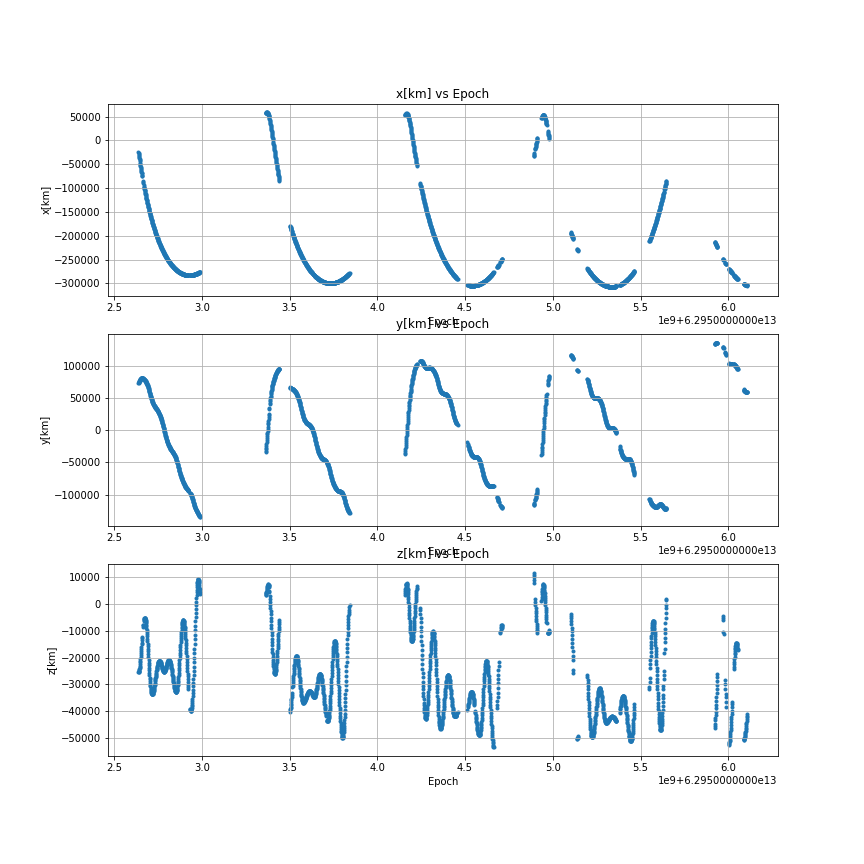 x[km] vs Epoch
50000
0
−50000
−100000
−150000
−200000
−250000
−300000
x[km]
2.5 3.0 3.5 4.0 4.5 5.0 5.5 6.0
Epoch
1e9+6.2950000000e13
y[km] vs Epoch
100000
50000
0
−50000
−100000
y[km]
2.5 3.0 3.5 4.0 4.5 5.0 5.5 6.0
Epoch
1e9+6.2950000000e13
z[km] vs Epoch
10000
0
−10000
−20000
−30000
−40000
−50000
z[km]
2.5 3.0 3.5 4.0 4.5 5.0 5.5 6.0
Epoch
1e9+6.2950000000e13